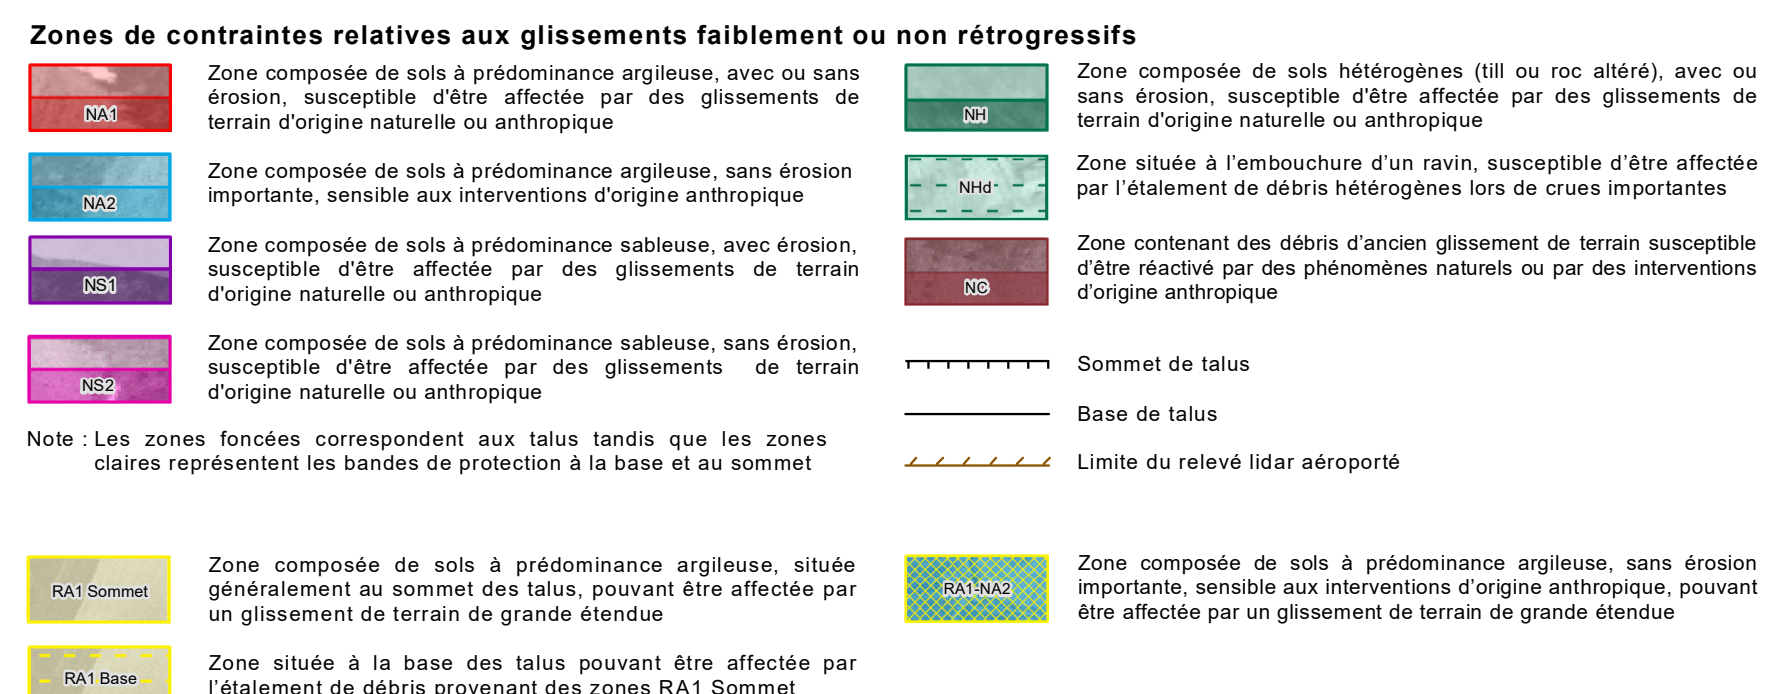 Zones de contraintes relatives aux glissements faiblement ou non rétrogressifs
NA1
Zone composée de sols à prédominance argileuse, avec ou sans
érosion, susceptible d'être affectée par des glissements de
terrain d'origine naturelle ou anthropique
NA2
Zone composée de sols à prédominance argileuse, sans érosion
importante, sensible aux interventions d'origine anthropique
NS1
Zone composée de sols à prédominance sableuse, avec érosion,
susceptible d'être affectée par des glissements de terrain
d'origine naturelle ou anthropique
NS2
Zone composée de sols à prédominance sableuse, sans érosion,
susceptible d'être affectée par des glissements de terrain
d'origine naturelle ou anthropique
Note : Les zones foncées correspondent aux talus tandis que les zones
claires représentent les bandes de protection à la base et au sommet
NH
Zone composée de sols hétérogènes (till ou roc altéré), avec ou
sans érosion, susceptible d'être affectée par des glissements de
terrain d'origine naturelle ou anthropique
NHd
Zone située à l’embouchure d’un ravin, susceptible d’être affectée
par l’étalement de débris hétérogènes lors de crues importantes
NC
Zone contenant des débris d’ancien glissement de terrain susceptible
d’être réactivé par des phénomènes naturels ou par des interventions
d’origine anthropique
Sommet de talus
Base de talus
Limite du relevé lidar aéroporté
RA1 Sommet
Zone composée de sols à prédominance argileuse, située
généralement au sommet des talus, pouvant être affectée par
un glissement de terrain de grande étendue
RA1 Base
Zone située à la base des talus pouvant être affectée par
l’étalement de débris provenant des zones RA1 Sommet
RA1-NA2
Zone composée de sols à prédominance argileuse, sans érosion
importante, sensible aux interventions d’origine anthropique, pouvant
être affectée par un glissement de terrain de grande étendue